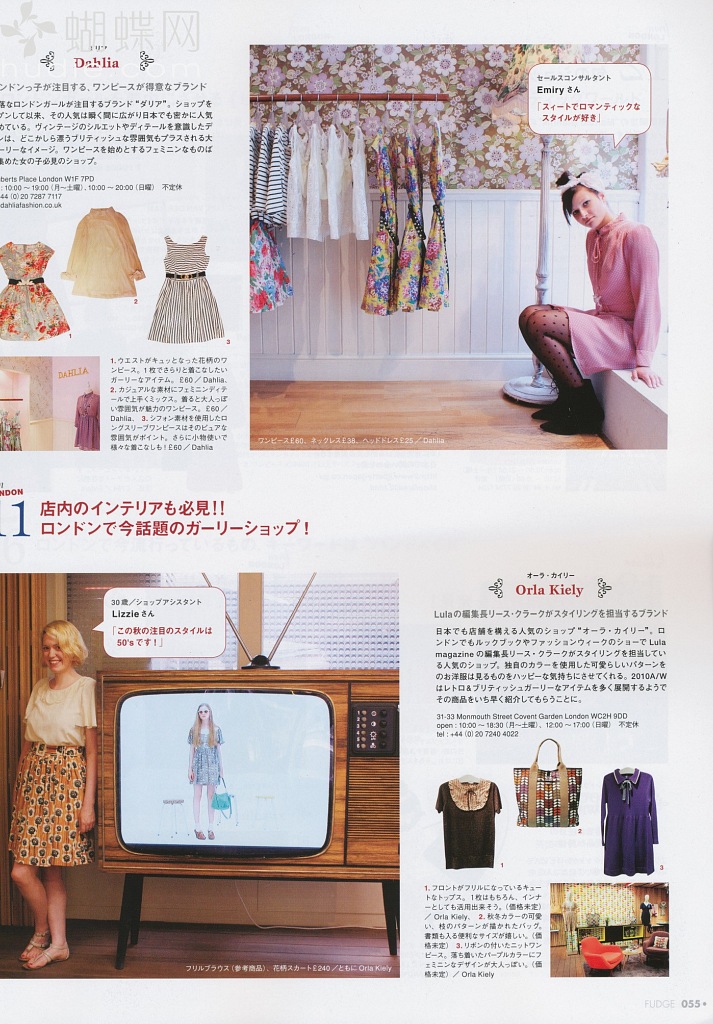 蝴蝶网
Dahlia
ンドンっ子が注目する、ワンピースが得意なブランド
落なロンドンガールが注目するブランド“ダリア”。ショップを
プンして以来、その人気は瞬く間に広がり日本でも密かに人気
めている。ヴィンテージのシルエットやディテールを意識したデ
ンは、どこかしら漂うブリティッシュな雰囲気もプラスされる大
ーリーなイメージ。ワンピースを始めとするフェミニンなものば
集めた女の子必見のショップ。
uberts Place London W1F 7PD
: 10:00 〜 19:00（月〜土曜）、10:00 〜 20:00（日曜） 不定休
44 (0) 20 7287 7117
dahliafashion.co.uk
1
2
3
DAHLIA
1. ウエストがキュッとなった花柄のワ
ンピース。1枚でさらりと着こなしたい
ガーリーなアイテム。￡60／Dahlia、
2. カジュアルな素材にフェミニンディテ
ールで上手くミックス。着ると大人っぽ
い雰囲気が魅力のワンピース。￡60／
Dahlia、 3. シフォン素材を使用したロ
ングスリーブワンピースはそのピュアな
雰囲気がポイント。さらに小物使いで
様々な着こなしも！￡60／Dahlia
セールスコンサルタント
Emiryさん
「スィートでロマンティックな
スタイルが好き」
ワンピース￡60、ネックレス￡38、ヘッドドレス￡25／Dahlia
NDON
11
店内のインテリアも必見!!
ロンドンで今話題のガーリーショップ！
30歳／ショップアシスタント
Lizzieさん
「この秋の注目のスタイルは
50'sです！」
フリルブラウス（参考商品）、花柄スカート￡240／ともにOrla Kiely
オーラ・カイリー
Orla Kiely
Lulaの編集長リース・クラークがスタイリングを担当するブランド
日本でも店舗を構える人気のショップ“オーラ・カイリー”。ロ
ンドンでもルックブックやファッションウィークのショーでLula
magazineの編集長リース・クラークがスタイリングを担当してい
る人気のショップ。独自のカラーを使用した可愛らしいパターン
のお洋服は見るものをハッピーな気持ちにさせてくれる。2010A/W
はレトロ＆ブリティッシュガーリーなアイテムを多く展開するようで
その商品をいち早く紹介してもらうことに。
31-33 Monmouth Street Covent Garden London WC2H 9DD
open : 10:00 〜 18:30（月〜土曜）、12:00 〜 17:00（日曜） 不定休
tel : +44 (0) 20 7240 4022
1
2
3
1. フロントがフリルになっているキュー
トなトップス。1枚はもちろん、インナ
ーとしても活用出来そう。（価格未定）
／Orla Kiely、 2. 秋冬カラーの可愛
い、枝のパターンが描かれたバッグ。
書類も入る便利なサイズが嬉しい。（価
格未定） 3. リボンの付いたニットワン
ピース。落ち着いたパープルカラーにフ
ェミニンなデザインが大人っぽい。（価
格未定）／Orla Kiely
FUDGE 055